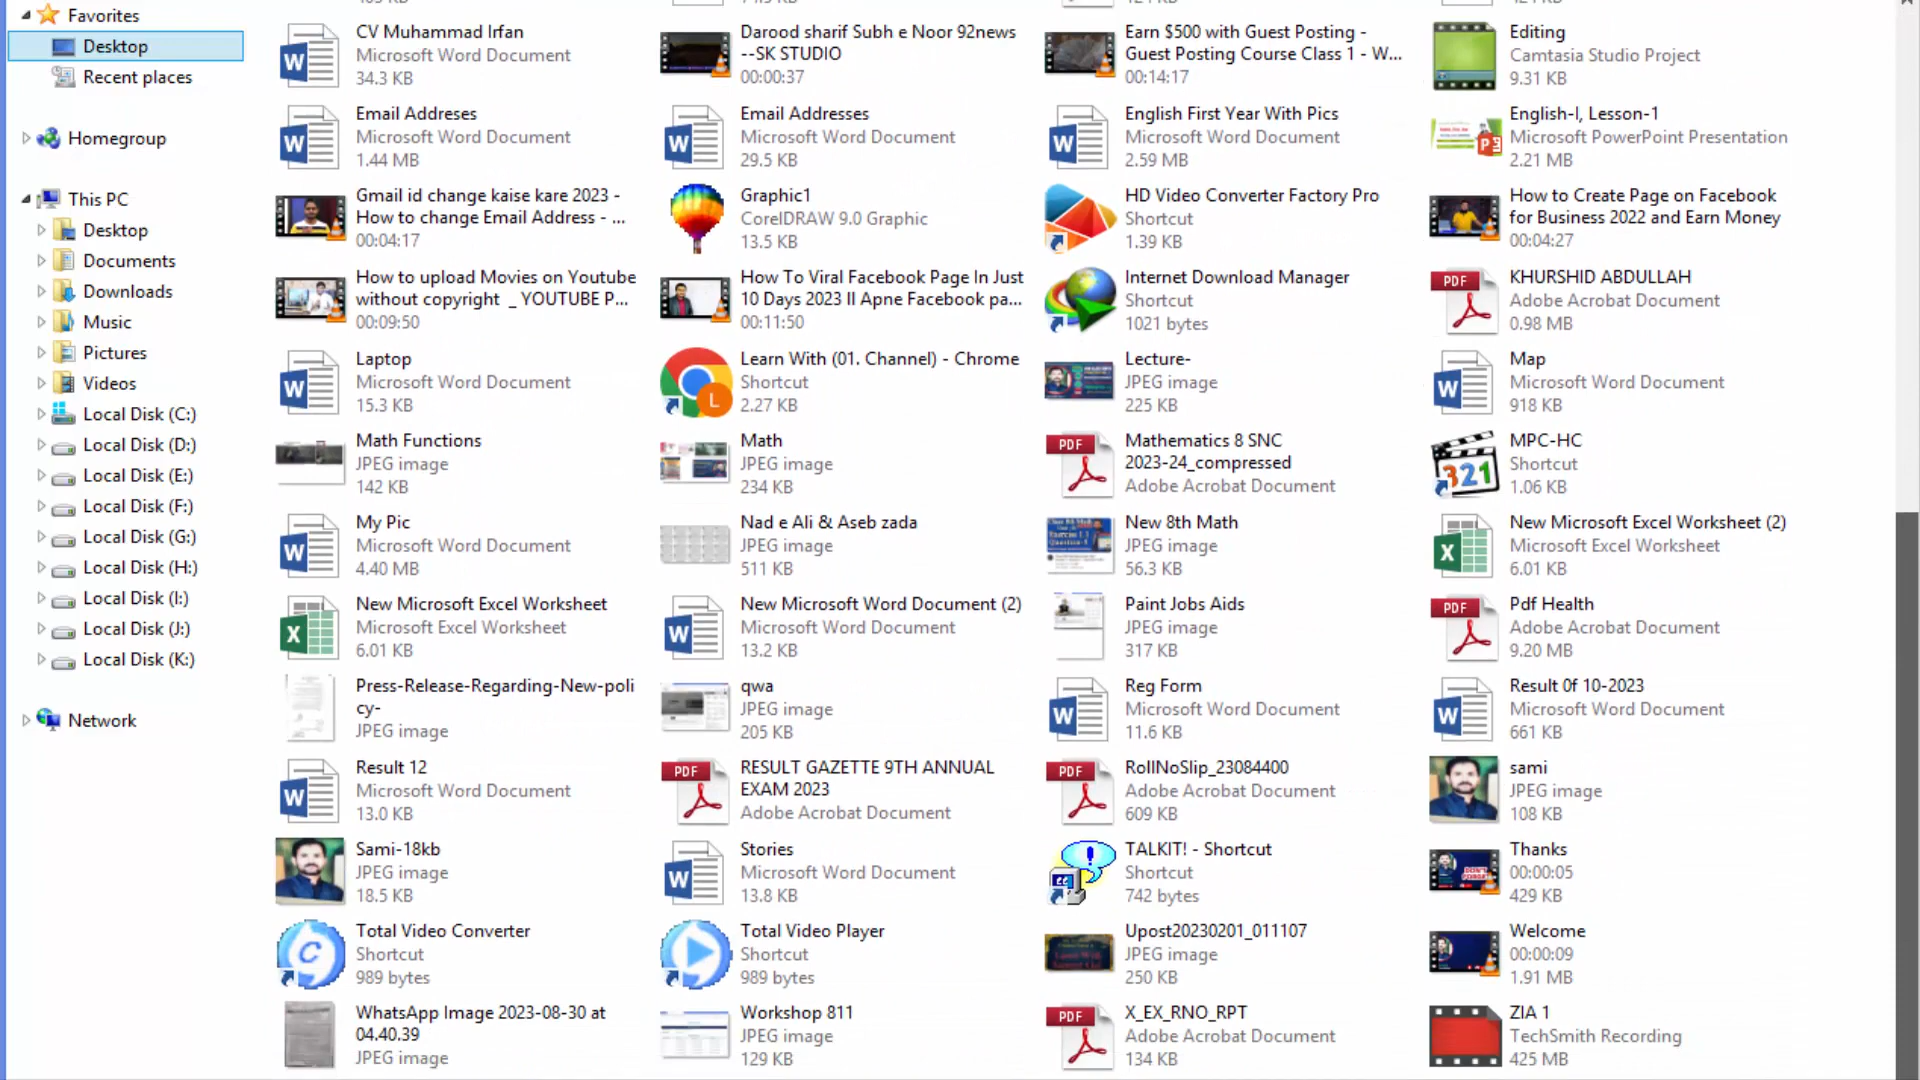 Favorites
Desktop
Recent places
Homegroup
This PC
Desktop
Documents
Downloads
Music
Pictures
Videos
Local Disk (C:)
Local Disk (D:)
Local Disk (E:)
Local Disk (F:)
Local Disk (G:)
Local Disk (H:)
Local Disk (I:)
Local Disk (J:)
Local Disk (K:)
Network
CV Muhammad Irfan
Microsoft Word Document
34.3 KB
Darood sharif Subh e Noor 92news
--SK STUDIO
00:00:37
Earn $500 with Guest Posting -
Guest Posting Course Class 1 - W...
00:14:17
Editing
Camtasia Studio Project
9.31 KB
Email Addreses
Microsoft Word Document
1.44 MB
Email Addresses
Microsoft Word Document
29.5 KB
English First Year With Pics
Microsoft Word Document
2.59 MB
English-I, Lesson-1
Microsoft PowerPoint Presentation
2.21 MB
Gmail id change kaise kare 2023 -
How to change Email Address - ...
00:04:17
Graphic1
CorelDRAW 9.0 Graphic
13.5 KB
HD Video Converter Factory Pro
Shortcut
1.39 KB
How to Create Page on Facebook
for Business 2022 and Earn Money
00:04:27
How to upload Movies on Youtube
without copyright _ YOUTUBE P...
00:09:50
How To Viral Facebook Page In Just
10 Days 2023 II Apne Facebook pa...
00:11:50
Internet Download Manager
Shortcut
1021 bytes
KHURSHID ABDULLAH
Adobe Acrobat Document
0.98 MB
Laptop
Microsoft Word Document
15.3 KB
Learn With (01. Channel) - Chrome
Shortcut
2.27 KB
Lecture-
JPEG image
225 KB
Map
Microsoft Word Document
918 KB
Math Functions
JPEG image
142 KB
Math
JPEG image
234 KB
Mathematics 8 SNC
2023-24_compressed
Adobe Acrobat Document
MPC-HC
Shortcut
1.06 KB
My Pic
Microsoft Word Document
4.40 MB
Nad e Ali & Aseb zada
JPEG image
511 KB
New 8th Math
JPEG image
56.3 KB
New Microsoft Excel Worksheet (2)
Microsoft Excel Worksheet
6.01 KB
New Microsoft Excel Worksheet
Microsoft Excel Worksheet
6.01 KB
New Microsoft Word Document (2)
Microsoft Word Document
13.2 KB
Paint Jobs Aids
JPEG image
317 KB
Pdf Health
Adobe Acrobat Document
9.20 MB
Press-Release-Regarding-New-poli
cy-
JPEG image
qwa
JPEG image
205 KB
Reg Form
Microsoft Word Document
11.6 KB
Result 0f 10-2023
Microsoft Word Document
661 KB
Result 12
Microsoft Word Document
13.0 KB
RESULT GAZETTE 9TH ANNUAL
EXAM 2023
Adobe Acrobat Document
RollNoSlip_23084400
Adobe Acrobat Document
609 KB
sami
JPEG image
108 KB
Sami-18kb
JPEG image
18.5 KB
Stories
Microsoft Word Document
13.8 KB
TALKIT! - Shortcut
Shortcut
742 bytes
Thanks
00:00:05
429 KB
Total Video Converter
Shortcut
989 bytes
Total Video Player
Shortcut
989 bytes
Upost20230201_011107
JPEG image
250 KB
Welcome
00:00:09
1.91 MB
WhatsApp Image 2023-08-30 at
04.40.39
JPEG image
Workshop 811
JPEG image
129 KB
X_EX_RNO_RPT
Adobe Acrobat Document
134 KB
ZIA 1
TechSmith Recording
425 MB